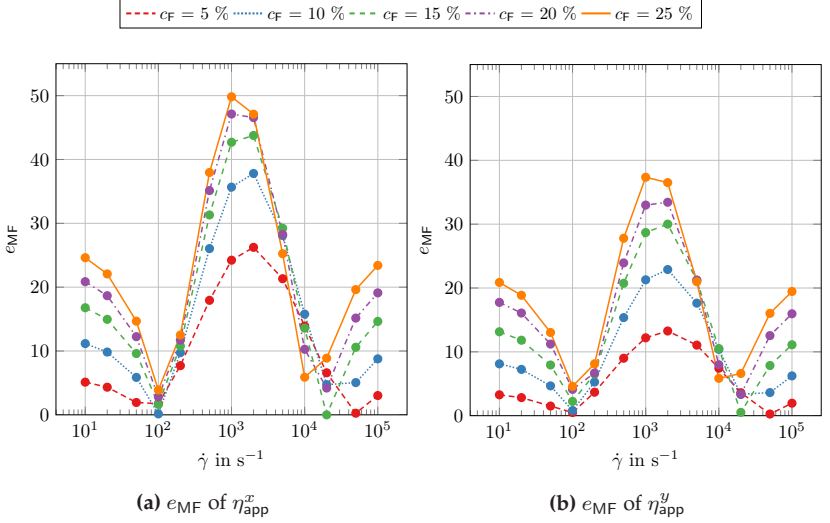 c_F = 5 % c_F = 10 % c_F = 15 % c_F = 20 % c_F = 25 %
50
40
30
20
10
0
e_MF
10^1 10^2 10^3 10^4 10^5
γ̇ in s^−1
(a) e_MF of η^x_app
50
40
30
20
10
0
e_MF
10^1 10^2 10^3 10^4 10^5
γ̇ in s^−1
(b) e_MF of η^y_app